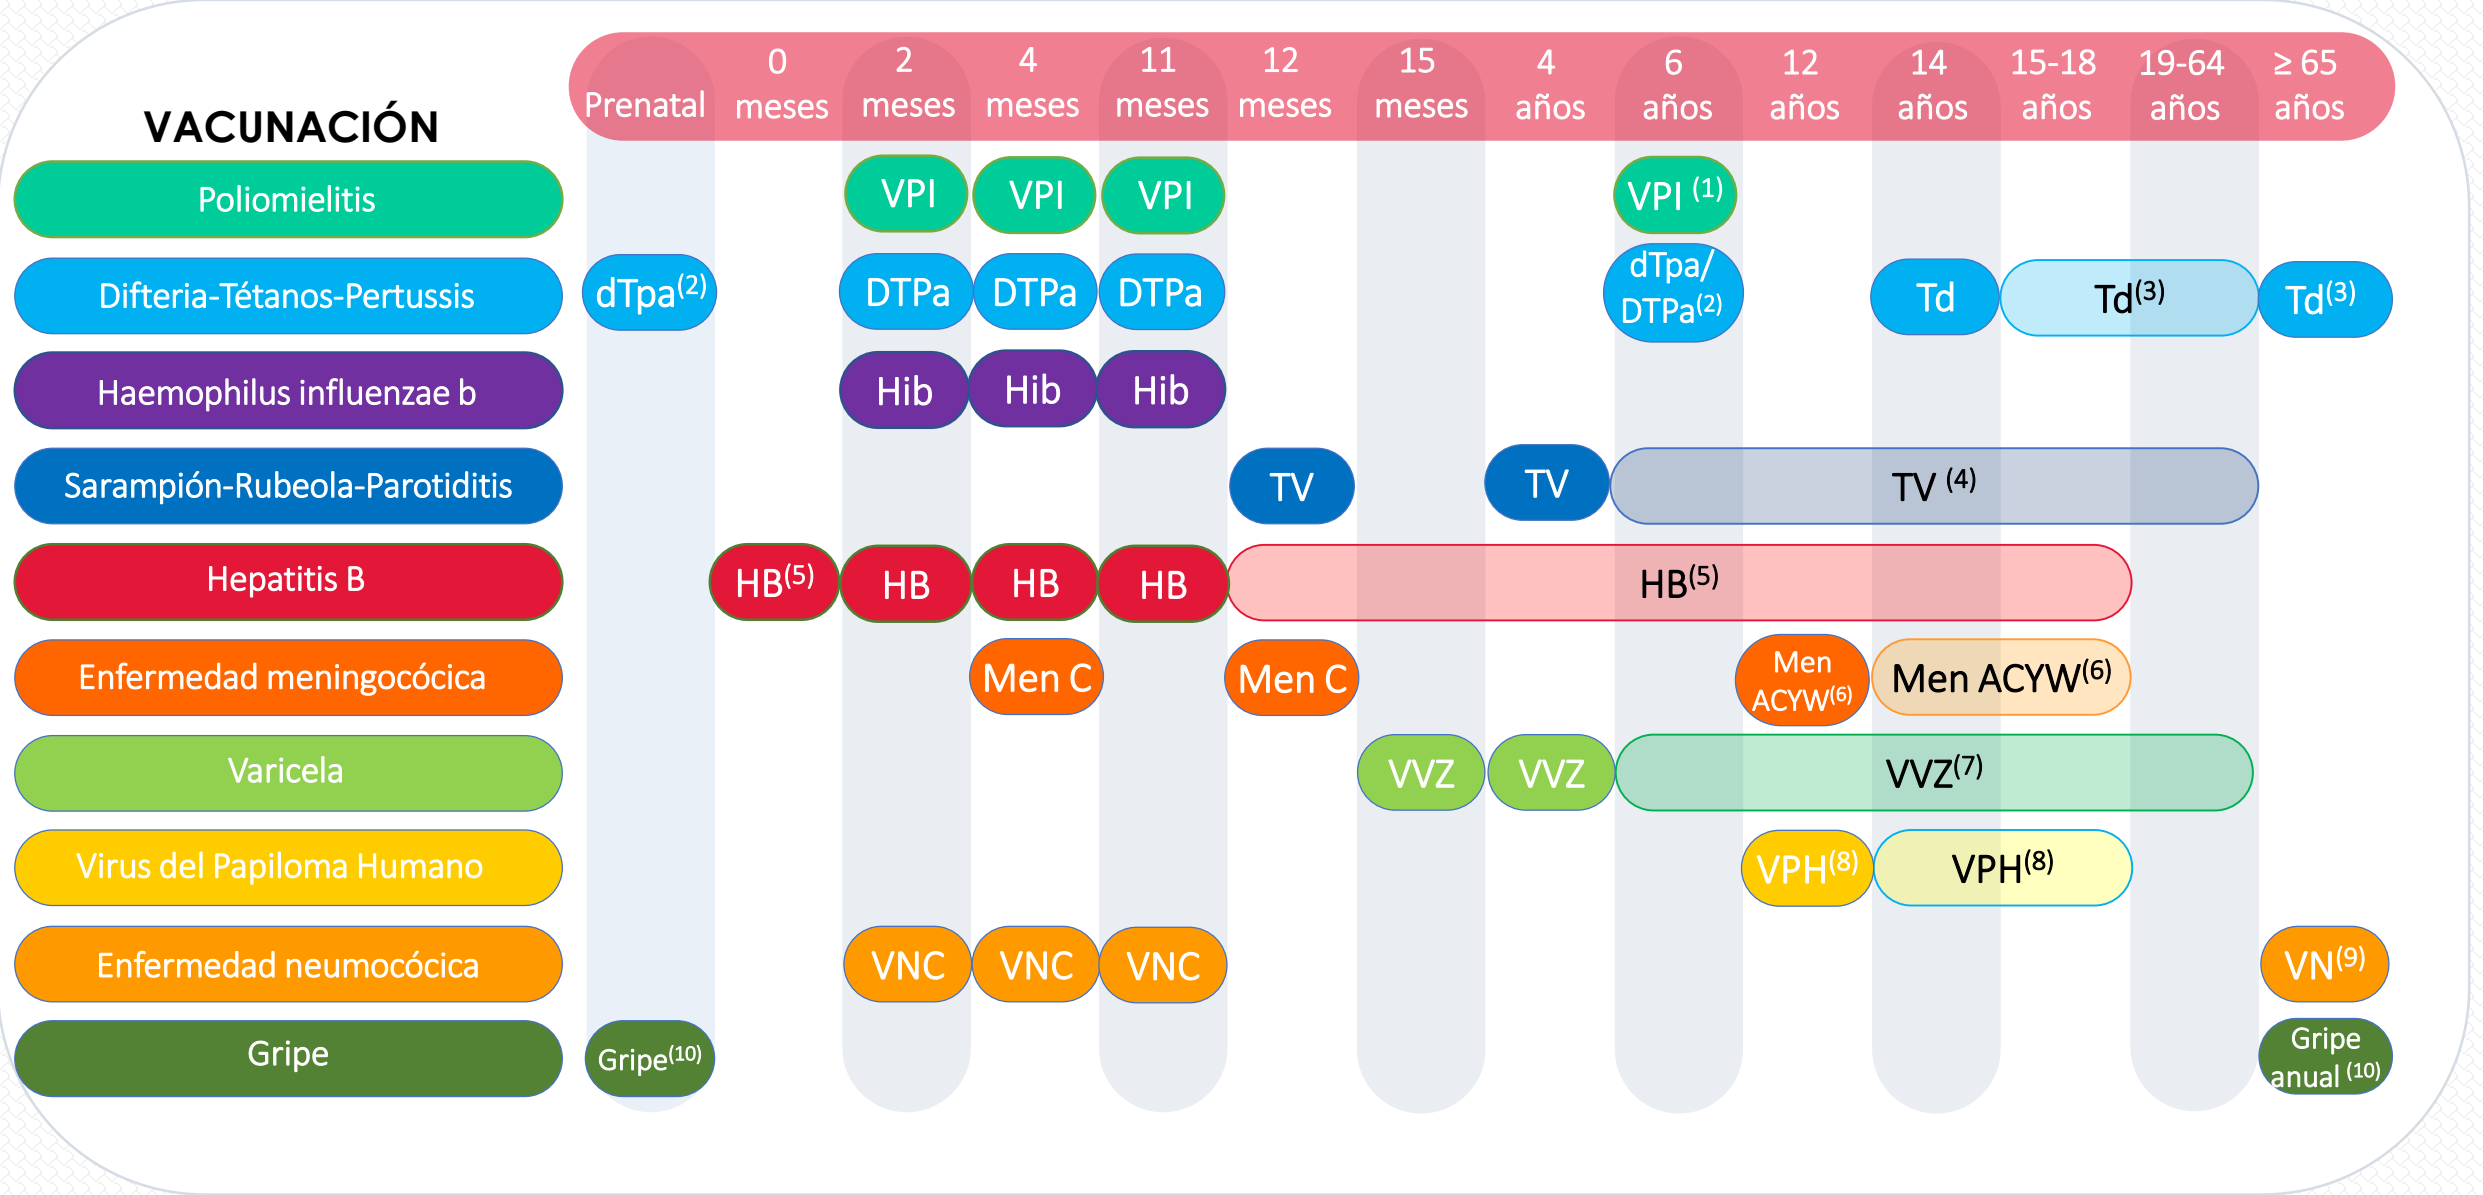 VACUNACIÓN
Prenatal
0
meses
2
meses
4
meses
11
meses
12
meses
15
meses
4
años
6
años
12
años
14
años
15-18
años
19-64
años
≥ 65
años
Poliomielitis
VPI
VPI
VPI
VPI (1)
Difteria-Tétanos-Pertussis
dTpa(2)
DTPa
DTPa
DTPa
dTpa/
DTPa(2)
Td
Td(3)
Td(3)
Haemophilus influenzae b
Hib
Hib
Hib
Sarampión-Rubeola-Parotiditis
TV
TV
TV (4)
Hepatitis B
HB(5)
HB
HB
HB
HB(5)
Enfermedad meningocócica
Men C
Men C
Men
ACYW(6)
Men ACYW(6)
Varicela
VVZ
VVZ
VVZ(7)
Virus del Papiloma Humano
VPH(8)
VPH(8)
Enfermedad neumocócica
VNC
VNC
VNC
VN(9)
Gripe
Gripe(10)
Gripe
anual (10)